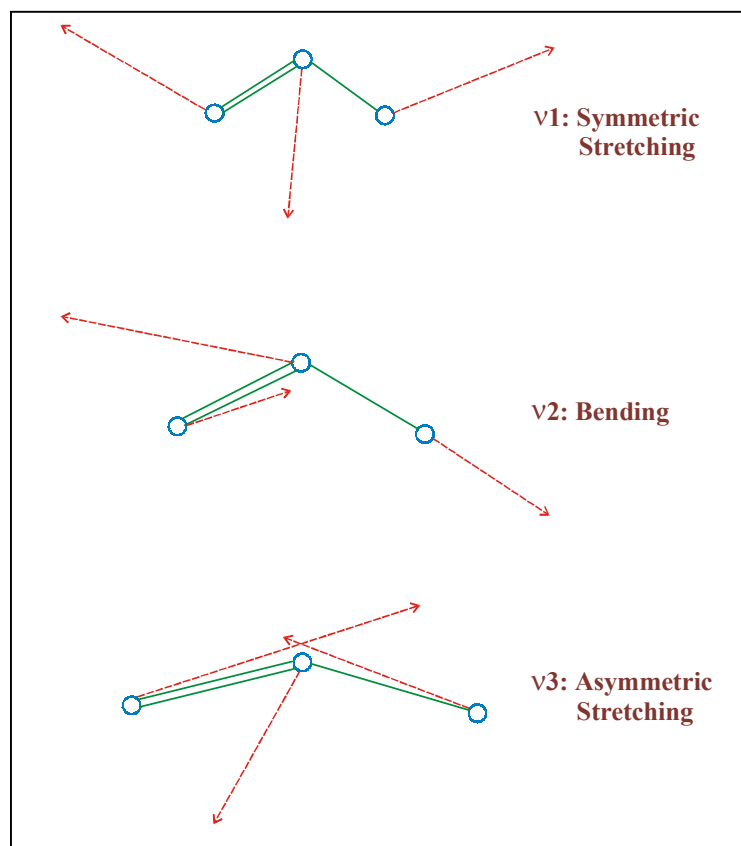 ν1: Symmetric
Stretching
ν2: Bending
ν3: Asymmetric
Stretching